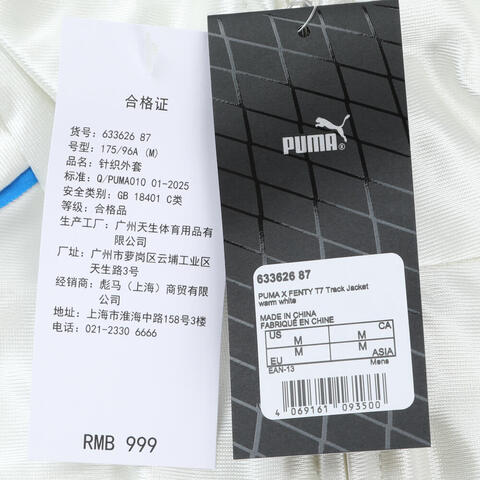 合格证
货号: 633626 87
号型: 175/96A (M)
品名: 针织外套
标准: Q/PUMA010 01-2025
安全类别: GB 18401 C类
等级: 合格品
生产工厂: 广州天生体育用品有
限公司
厂址: 广州市萝岗区云埔工业区
天生路3号
经销商: 彪马（上海）商贸有限
公司
地址: 上海市淮海中路158号3楼
电话: 021-2330 6666
RMB 999
PUMA
633626 87
PUMA X FENTY T7 Track Jacket
warm white
MADE IN CHINA
FABRIQUÉ EN CHINE
US M M CA
EU M M ASIA
EAN-13 Mens
4 069161 093500